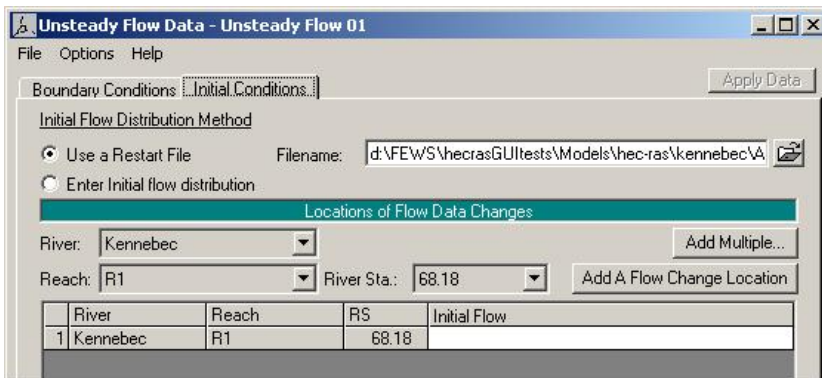 Unsteady Flow Data - Unsteady Flow 01
File Options Help
Boundary Conditions Initial Conditions Apply Data
Initial Flow Distribution Method
Use a Restart File Filename: d:\FEWS\hecrasGUItests\Models\hec-ras\kennebec\A
Enter Initial flow distribution
Locations of Flow Data Changes
River: Kennebec Add Multiple...
Reach: R1 River Sta.: 68.18 Add A Flow Change Location
River Reach RS Initial Flow
1 Kennebec R1 68.18